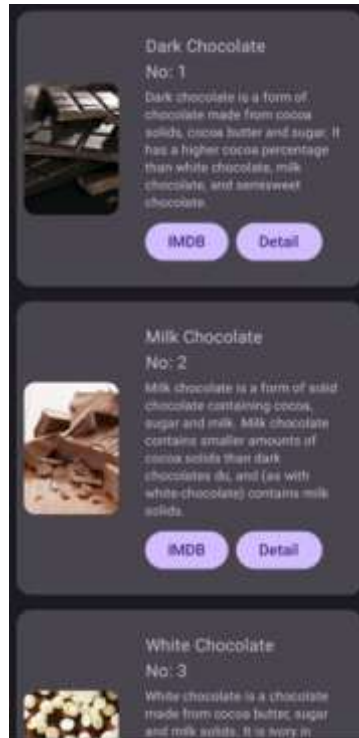 Dark Chocolate
No: 1
Dark chocolate is a form of
chocolate made from cocoa
solids, cocoa butter and sugar. It
has a higher cocoa percentage
than white chocolate, milk
chocolate, and semisweet
chocolate.
IMDB
Detail
Milk Chocolate
No: 2
Milk chocolate is a form of solid
chocolate containing cocoa,
sugar and milk. Milk chocolate
contains smaller amounts of
cocoa solids than dark
chocolates do, and (as with
white chocolate) contains milk
solids.
IMDB
Detail
White Chocolate
No: 3
White chocolate is a chocolate
made from cocoa butter, sugar
and milk solids. It is ivory in